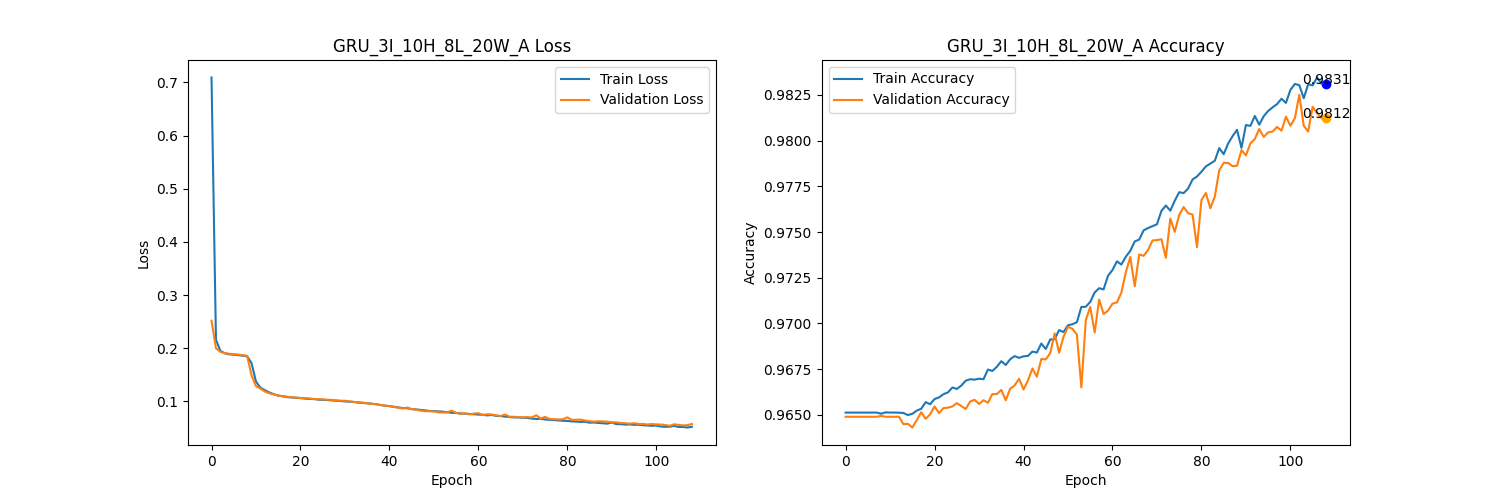 GRU_3I_10H_8L_20W_A Loss
Train Loss
Validation Loss
0.7
0.6
0.5
0.4
0.3
0.2
0.1
Loss
0
20
40
60
80
100
Epoch
GRU_3I_10H_8L_20W_A Accuracy
Train Accuracy
Validation Accuracy
0.9831
0.9812
0.9825
0.9800
0.9775
0.9750
0.9725
0.9700
0.9675
0.9650
Accuracy
0
20
40
60
80
100
Epoch